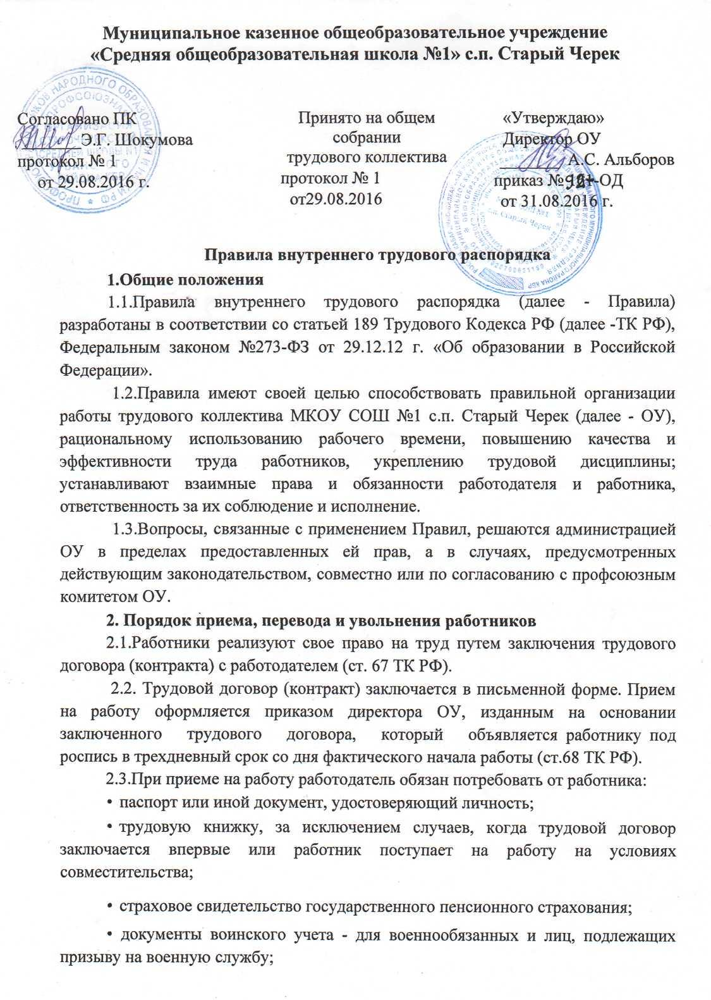 Муниципальное казенное общеобразовательное учреждение
«Средняя общеобразовательная школа №1» с.п. Старый Черек
Согласовано ПК
Э.Г. Шокумова
протокол № 1
от 29.08.2016 г.
Принято на общем
собрании
трудового коллектива
протокол № 1
от29.08.2016
«Утверждаю»
Директор ОУ
А.С. Альборов
приказ № -ОД
от 31.08.2016 г.
Правила внутреннего трудового распорядка
1.Общие положения
1.1.Правила внутреннего трудового распорядка (далее - Правила)
разработаны в соответствии со статьей 189 Трудового Кодекса РФ (далее -ТК РФ),
Федеральным законом №273-ФЗ от 29.12.12 г. «Об образовании в Российской
Федерации».
1.2.Правила имеют своей целью способствовать правильной организации
работы трудового коллектива МКОУ СОШ №1 с.п. Старый Черек (далее - ОУ),
рациональному использованию рабочего времени, повышению качества и
эффективности труда работников, укреплению трудовой дисциплины;
устанавливают взаимные права и обязанности работодателя и работника,
ответственность за их соблюдение и исполнение.
1.3.Вопросы, связанные с применением Правил, решаются администрацией
ОУ в пределах предоставленных ей прав, а в случаях, предусмотренных
действующим законодательством, совместно или по согласованию с профсоюзным
комитетом ОУ.
2. Порядок приема, перевода и увольнения работников
2.1.Работники реализуют свое право на труд путем заключения трудового
договора (контракта) с работодателем (ст. 67 ТК РФ).
2.2. Трудовой договор (контракт) заключается в письменной форме. Прием
на работу оформляется приказом директора ОУ, изданным на основании
заключенного трудового договора, который объявляется работнику под
роспись в трехдневный срок со дня фактического начала работы (ст.68 ТК РФ).
2.3.При приеме на работу работодатель обязан потребовать от работника:
• паспорт или иной документ, удостоверяющий личность;
• трудовую книжку, за исключением случаев, когда трудовой договор
заключается впервые или работник поступает на работу на условиях
совместительства;
• страховое свидетельство государственного пенсионного страхования;
• документы воинского учета - для военнообязанных и лиц, подлежащих
призыву на военную службу;